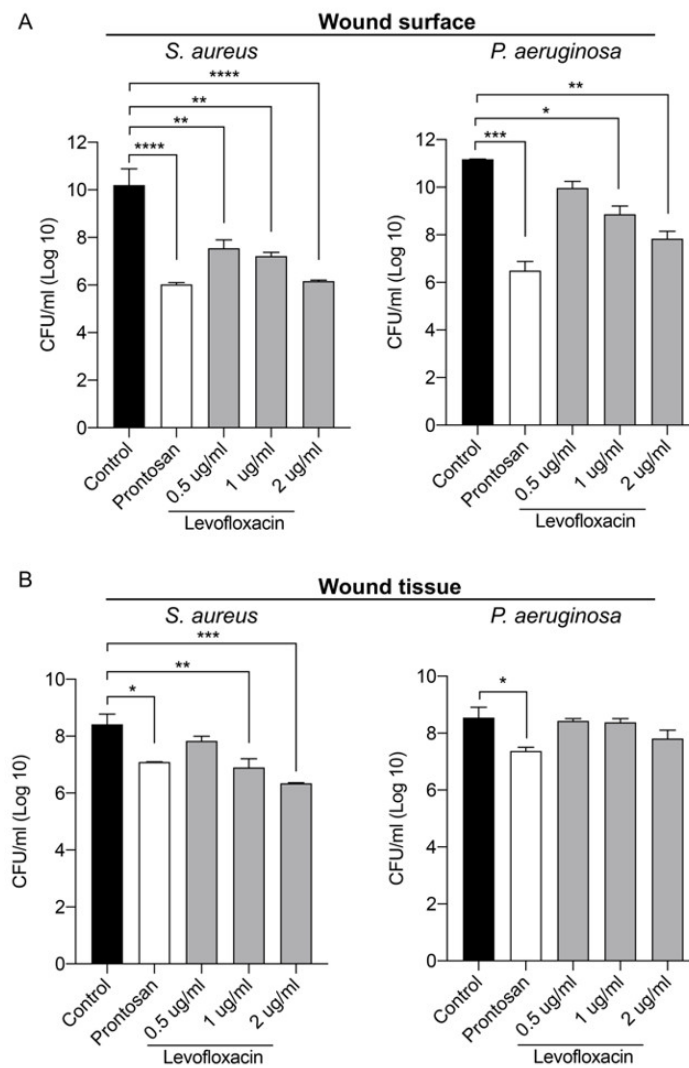 A
Wound surface
S. aureus
****
**
**
****
CFU/ml (Log 10)
12
10
8
6
4
2
0
Control
Prontosan
0.5 ug/ml
1 ug/ml
2 ug/ml
Levofloxacin
P. aeruginosa
**
*
***
CFU/ml (Log 10)
12
10
8
6
4
2
0
Control
Prontosan
0.5 ug/ml
1 ug/ml
2 ug/ml
Levofloxacin
B
Wound tissue
S. aureus
***
**
*
CFU/ml (Log 10)
10
8
6
4
2
0
Control
Prontosan
0.5 ug/ml
1 ug/ml
2 ug/ml
Levofloxacin
P. aeruginosa
*
CFU/ml (Log 10)
10
8
6
4
2
0
Control
Prontosan
0.5 ug/ml
1 ug/ml
2 ug/ml
Levofloxacin